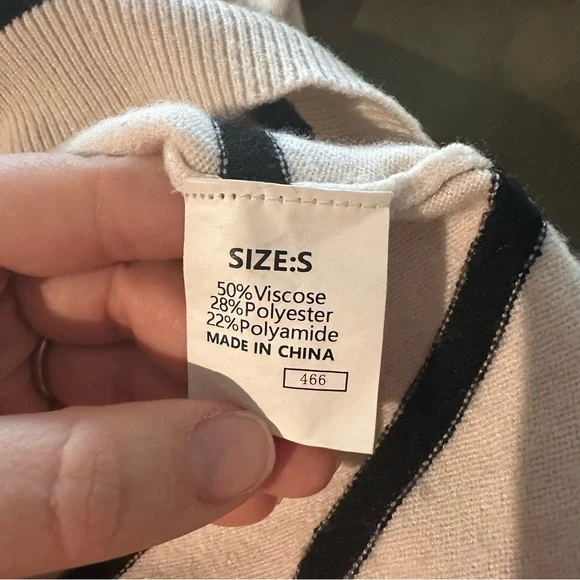 SIZE:S
50%Viscose
28%Polyester
22%Polyamide
MADE IN CHINA
466